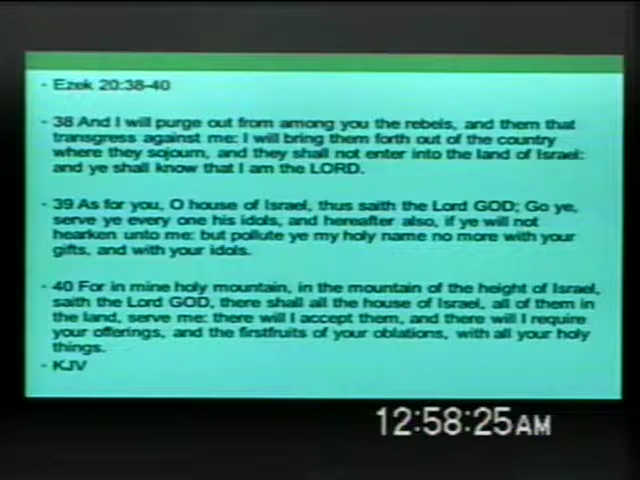 - Ezek 20:38-40
- 38 And I will purge out from among you the rebels, and them that
transgress against me: I will bring them forth out of the country
where they sojourn, and they shall not enter into the land of Israel:
and ye shall know that I am the LORD.
- 39 As for you, O house of Israel, thus saith the Lord GOD; Go ye,
serve ye every one his idols, and hereafter also, if ye will not
hearken unto me: but pollute ye my holy name no more with your
gifts, and with your idols.
- 40 For in mine holy mountain, in the mountain of the height of Israel,
saith the Lord GOD, there shall all the house of Israel, all of them in
the land, serve me: there will I accept them, and there will I require
your offerings, and the firstfruits of your oblations, with all your holy
things.
- KJV
12:58:25AM